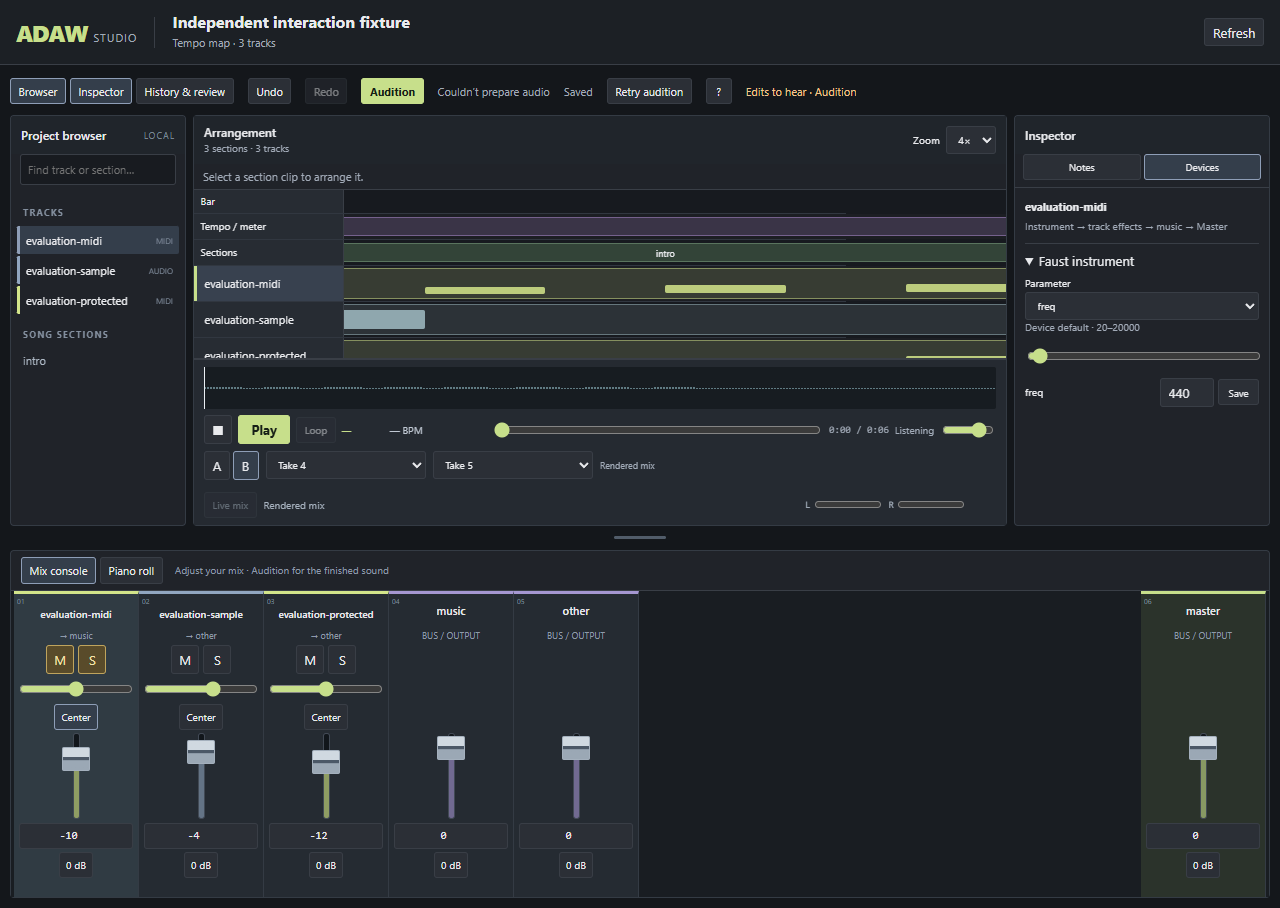 ADAW STUDIO
Independent interaction fixture
Tempo map · 3 tracks
Refresh
Browser
Inspector
History & review
Undo
Redo
Audition
Couldn't prepare audio
Saved
Retry audition
?
Edits to hear · Audition
Project browser
LOCAL
Find track or section...
TRACKS
evaluation-midi MIDI
evaluation-sample AUDIO
evaluation-protected MIDI
SONG SECTIONS
intro
Arrangement
3 sections · 3 tracks
Zoom 4×
Select a section clip to arrange it.
Bar
Tempo / meter
Sections
intro
evaluation-midi
evaluation-sample
evaluation-protected
Play
Loop
—
— BPM
0:00 / 0:06
Listening
A
B
Take 4
Take 5
Rendered mix
Live mix
Rendered mix
L
R
Inspector
Notes
Devices
evaluation-midi
Instrument → track effects → music → Master
▼ Faust instrument
Parameter
freq
Device default · 20–20000
freq
440
Save
Mix console
Piano roll
Adjust your mix · Audition for the finished sound
01
evaluation-midi
→ music
M S
Center
-10
0 dB
02
evaluation-sample
→ other
M S
Center
-4
0 dB
03
evaluation-protected
→ other
M S
Center
-12
0 dB
04
music
BUS / OUTPUT
0
0 dB
05
other
BUS / OUTPUT
0
0 dB
06
master
BUS / OUTPUT
0
0 dB